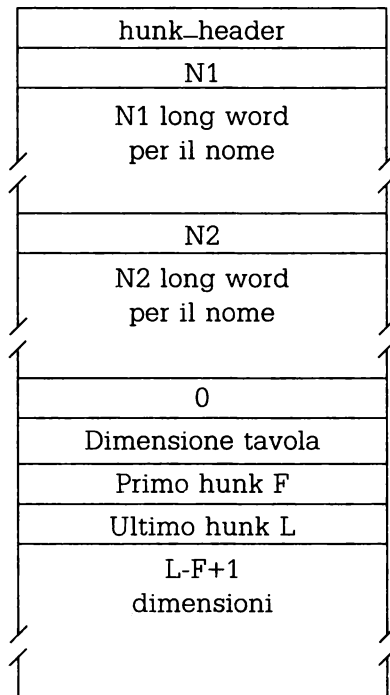 hunk_header
N1
N1 long word
per il nome
N2
N2 long word
per il nome
0
Dimensione tavola
Primo hunk F
Ultimo hunk L
L-F+1
dimensioni